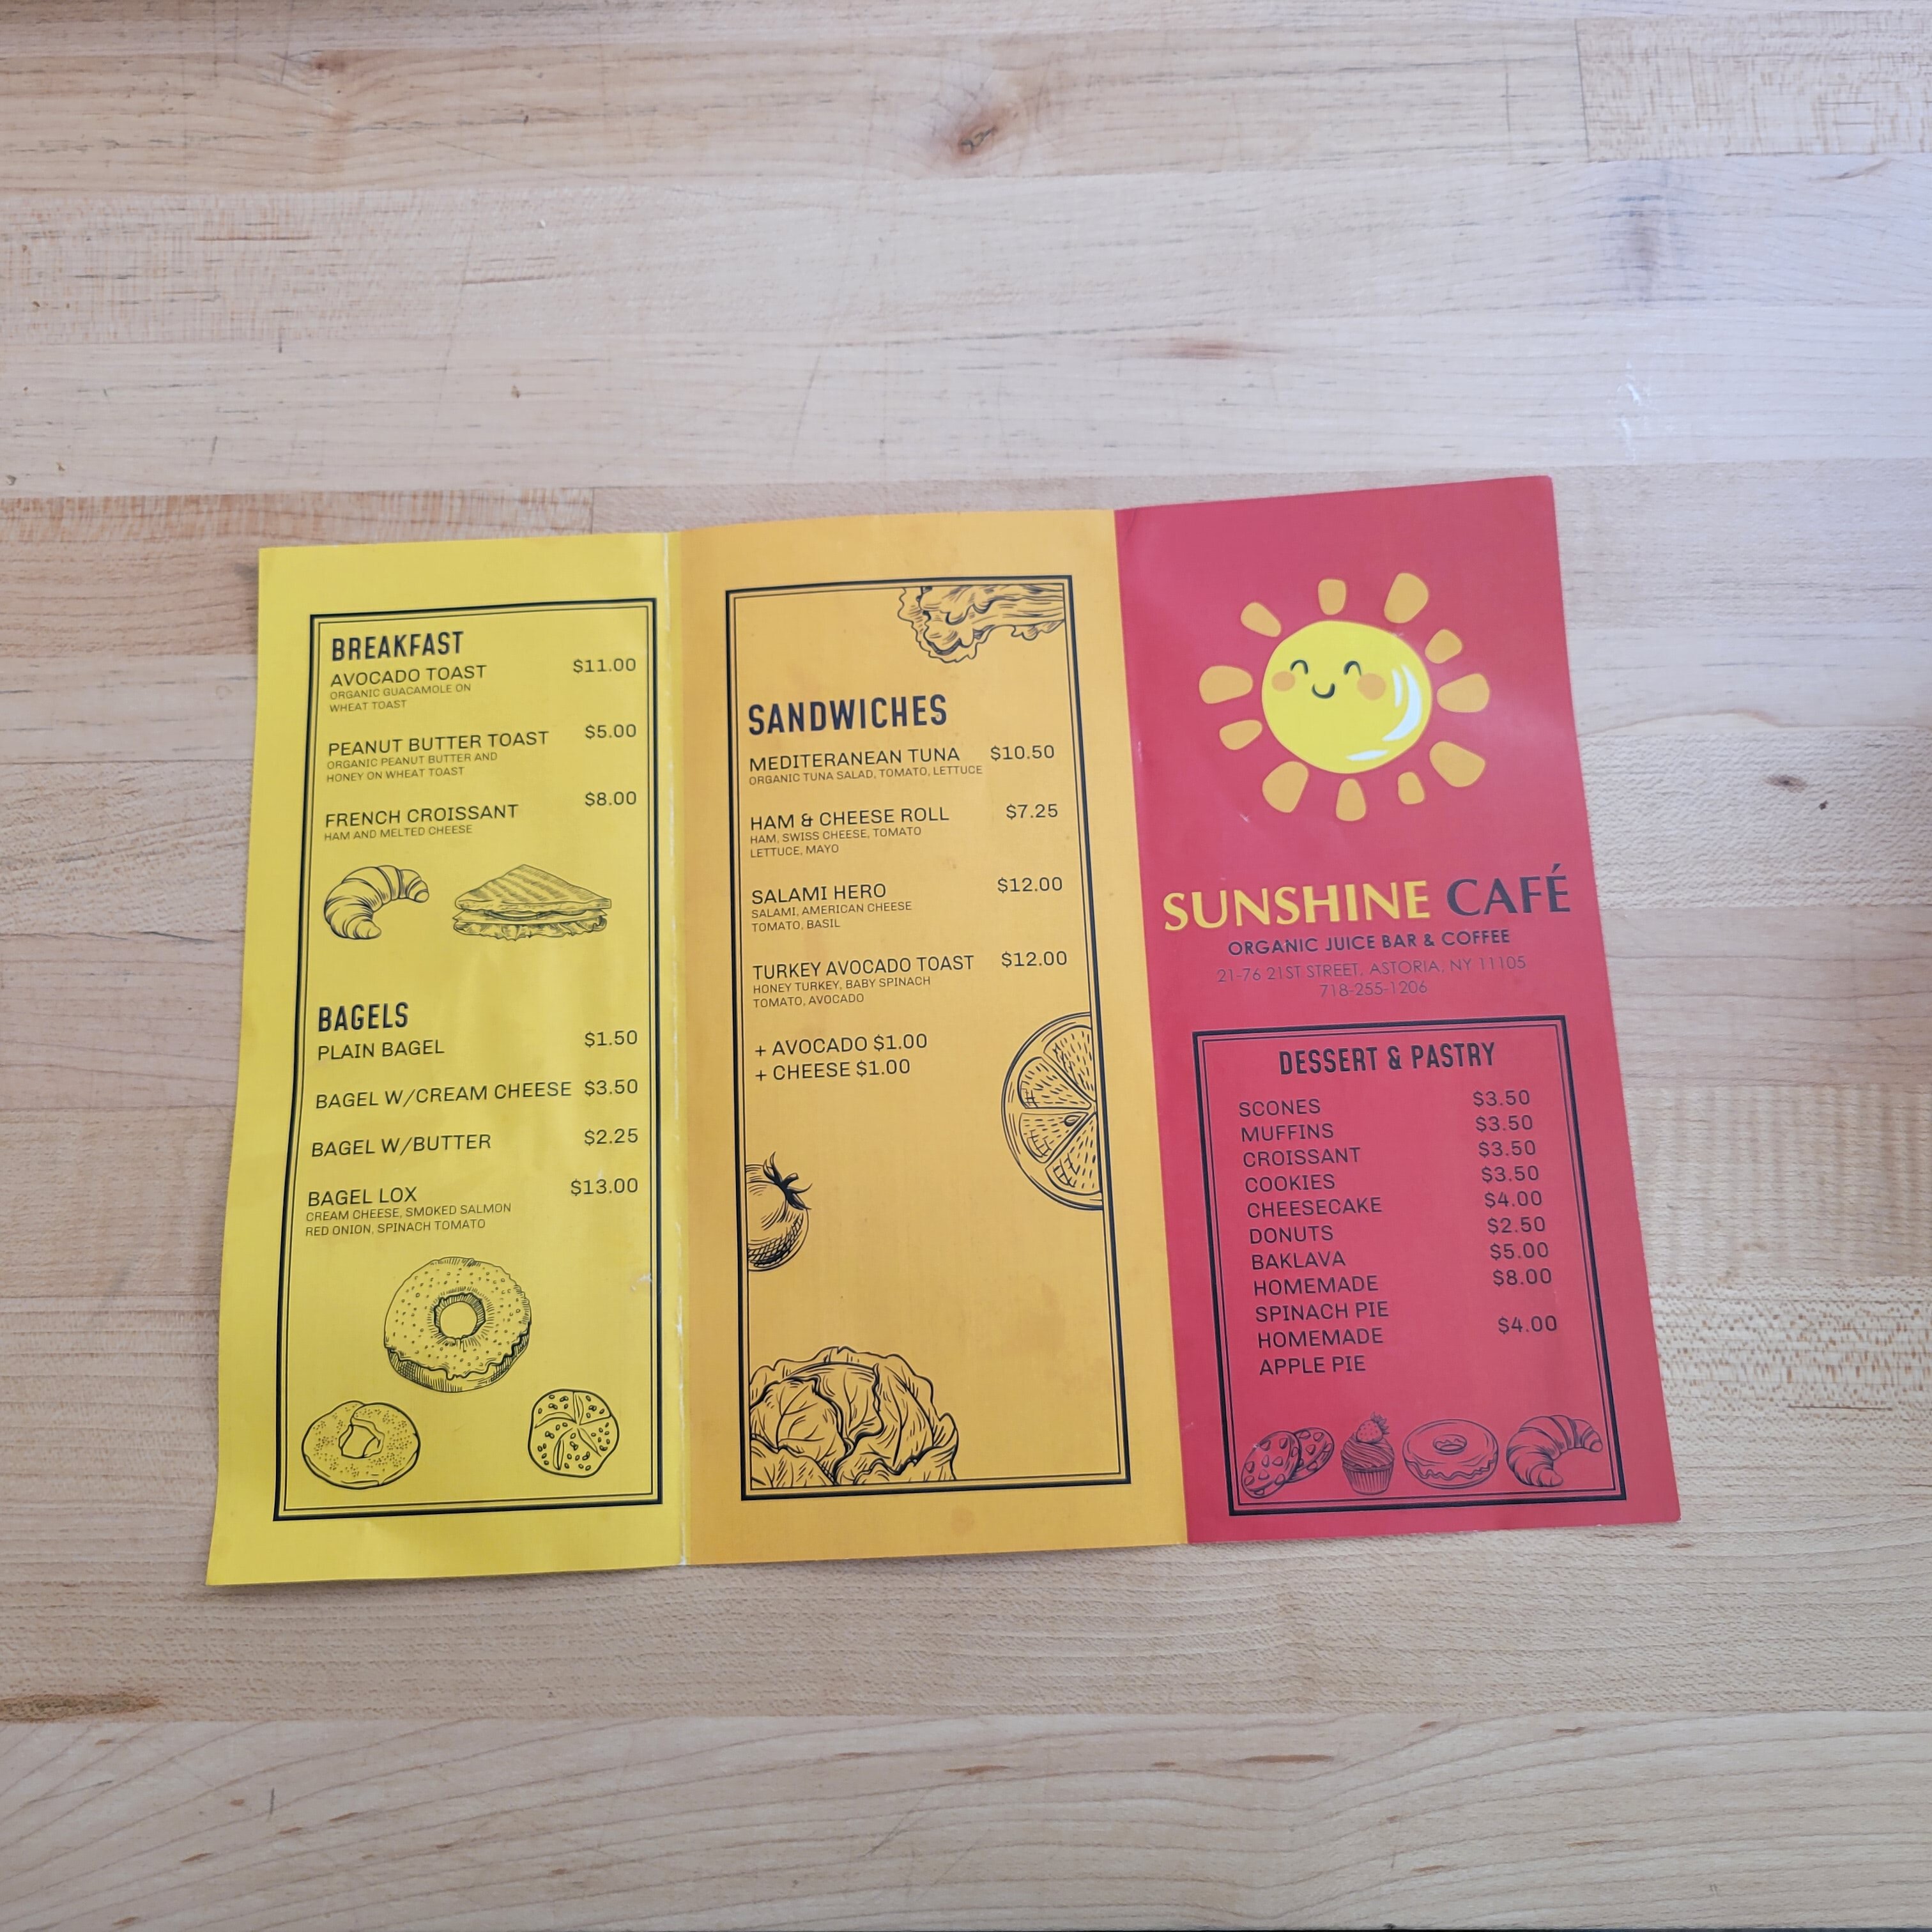 BREAKFAST
AVOCADO TOAST $11.00
ORGANIC GUACAMOLE ON
WHEAT TOAST
PEANUT BUTTER TOAST $5.00
ORGANIC PEANUT BUTTER AND
HONEY ON WHEAT TOAST
FRENCH CROISSANT $8.00
HAM AND MELTED CHEESE
BAGELS
PLAIN BAGEL $1.50
BAGEL W/CREAM CHEESE $3.50
BAGEL W/BUTTER $2.25
BAGEL LOX $13.00
CREAM CHEESE, SMOKED SALMON
RED ONION, SPINACH TOMATO
SANDWICHES
MEDITERANEAN TUNA $10.50
ORGANIC TUNA SALAD, TOMATO, LETTUCE
HAM & CHEESE ROLL $7.25
HAM, SWISS CHEESE, TOMATO
LETTUCE, MAYO
SALAMI HERO $12.00
SALAMI, AMERICAN CHEESE
TOMATO, BASIL
TURKEY AVOCADO TOAST $12.00
HONEY TURKEY, BABY SPINACH
TOMATO, AVOCADO
+ AVOCADO $1.00
+ CHEESE $1.00
SUNSHINE CAFÉ
ORGANIC JUICE BAR & COFFEE
21-76 21ST STREET, ASTORIA, NY 11105
718-255-1206
DESSERT & PASTRY
SCONES $3.50
MUFFINS $3.50
CROISSANT $3.50
COOKIES $3.50
CHEESECAKE $4.00
DONUTS $2.50
BAKLAVA $5.00
HOMEMADE $8.00
SPINACH PIE
HOMEMADE $4.00
APPLE PIE